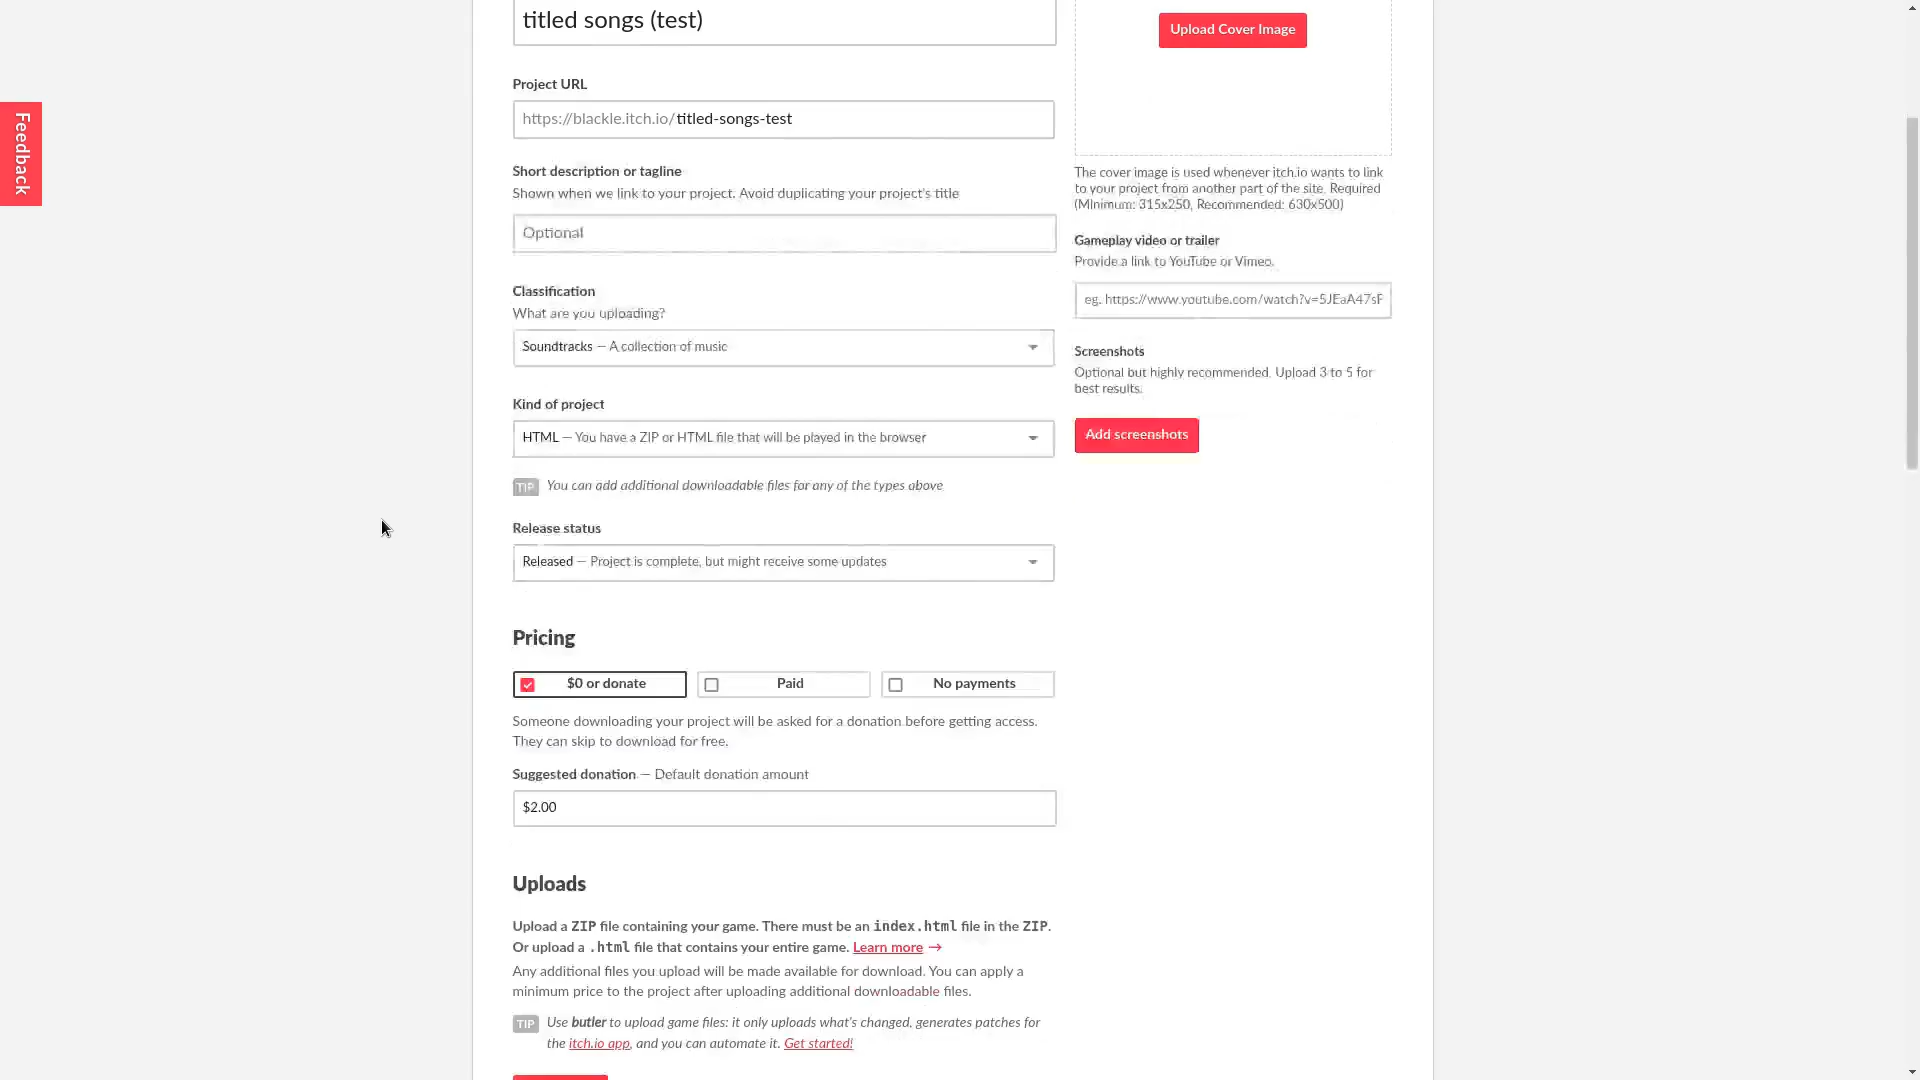 titled songs (test)
Upload Cover Image
Project URL
https://blackle.itch.io/titled-songs-test
Feedback
Short description or tagline
Shown when we link to your project. Avoid duplicating your project's title
Optional
The cover image is used whenever itch.io wants to link
to your project from another part of the site. Required
(Minimum: 315x250, Recommended: 630x500)
Gameplay video or trailer
Provide a link to YouTube or Vimeo.
eg. https://www.youtube.com/watch?v=5JEaA47sP
Classification
What are you uploading?
Soundtracks — A collection of music
Screenshots
Optional but highly recommended. Upload 3 to 5 for
best results.
Add screenshots
Kind of project
HTML — You have a ZIP or HTML file that will be played in the browser
TIP You can add additional downloadable files for any of the types above
Release status
Released — Project is complete, but might receive some updates
Pricing
$0 or donate
Paid
No payments
Someone downloading your project will be asked for a donation before getting access.
They can skip to download for free.
Suggested donation — Default donation amount
$2.00
Uploads
Upload a ZIP file containing your game. There must be an index.html file in the ZIP.
Or upload a .html file that contains your entire game. Learn more →
Any additional files you upload will be made available for download. You can apply a
minimum price to the project after uploading additional downloadable files.
TIP Use butler to upload game files: it only uploads what's changed, generates patches for
the itch.io app, and you can automate it. Get started!